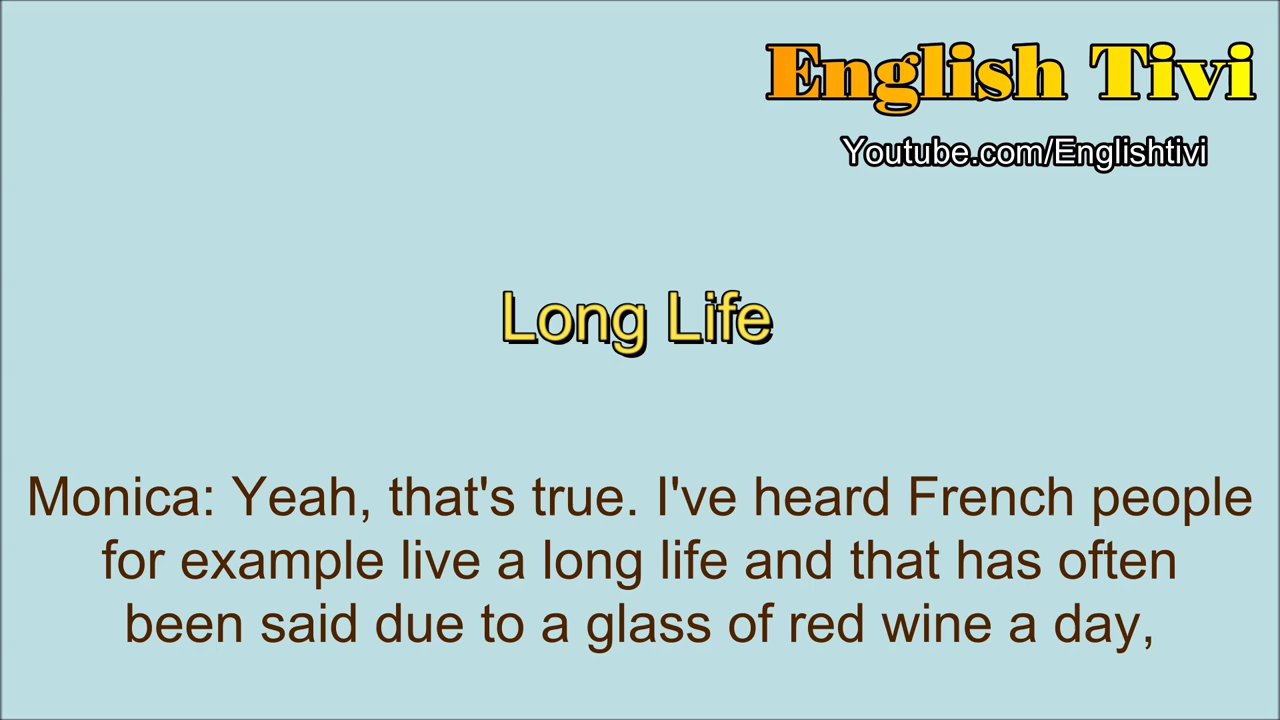 English Tivi
Youtube.com/Englishtivi
Long Life
Monica: Yeah, that's true. I've heard French people
for example live a long life and that has often
been said due to a glass of red wine a day,